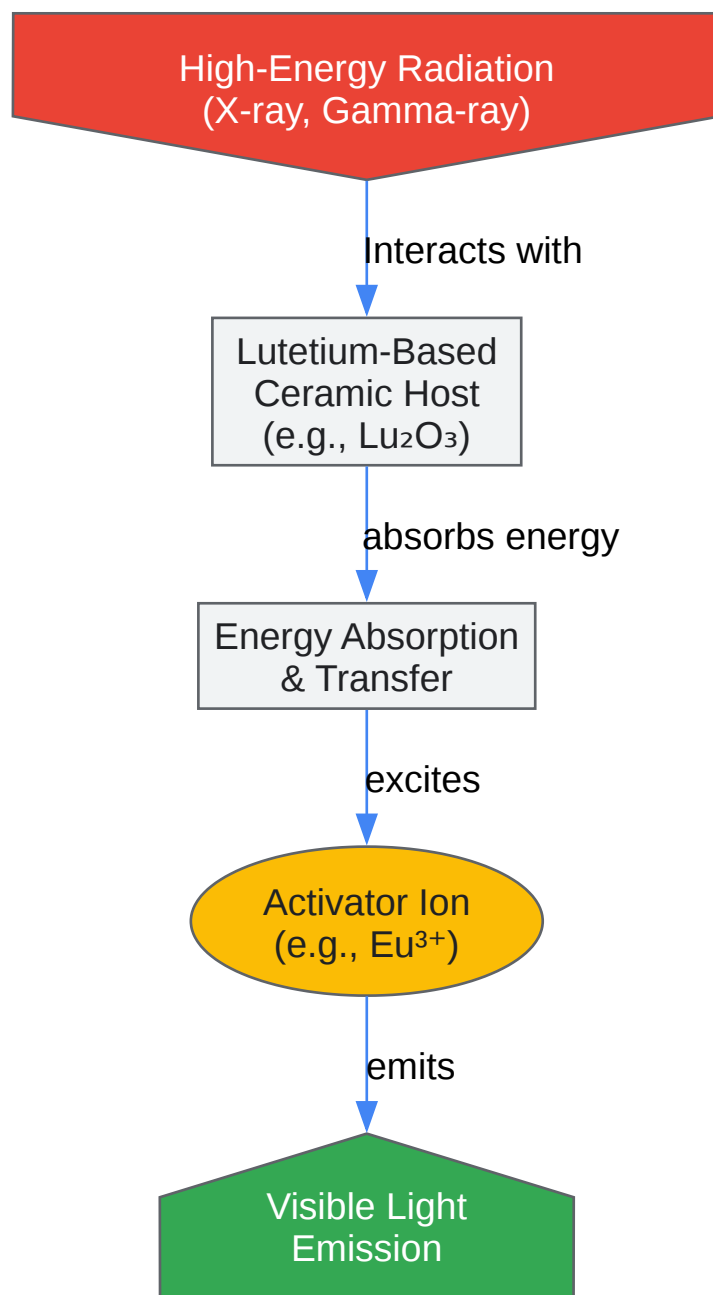 High-Energy Radiation
(X-ray, Gamma-ray)
Interacts with
Lutetium-Based
Ceramic Host
(e.g., Lu₂O₃)
absorbs energy
Energy Absorption
& Transfer
excites
Activator Ion
(e.g., Eu³⁺)
emits
Visible Light
Emission